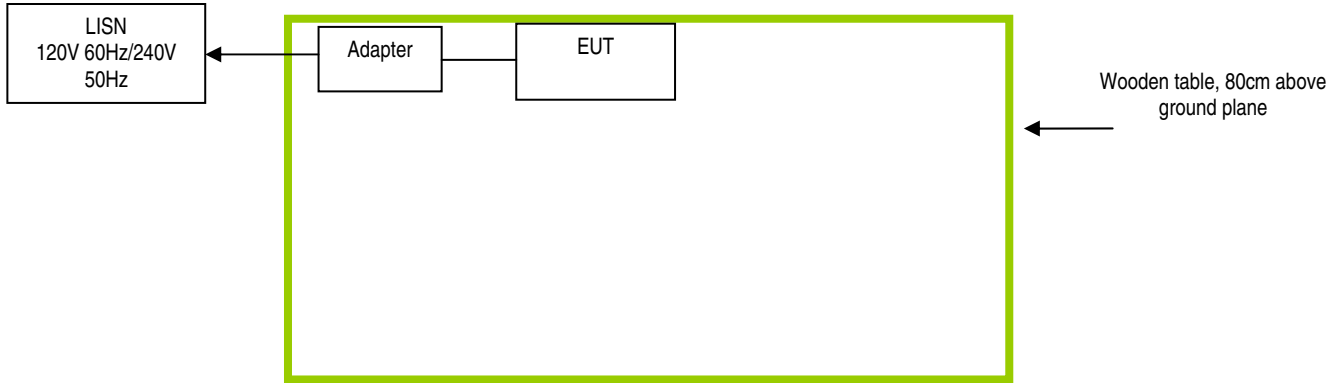 LISN
120V 60Hz/240V
50Hz
Adapter
EUT
Wooden table, 80cm above
ground plane